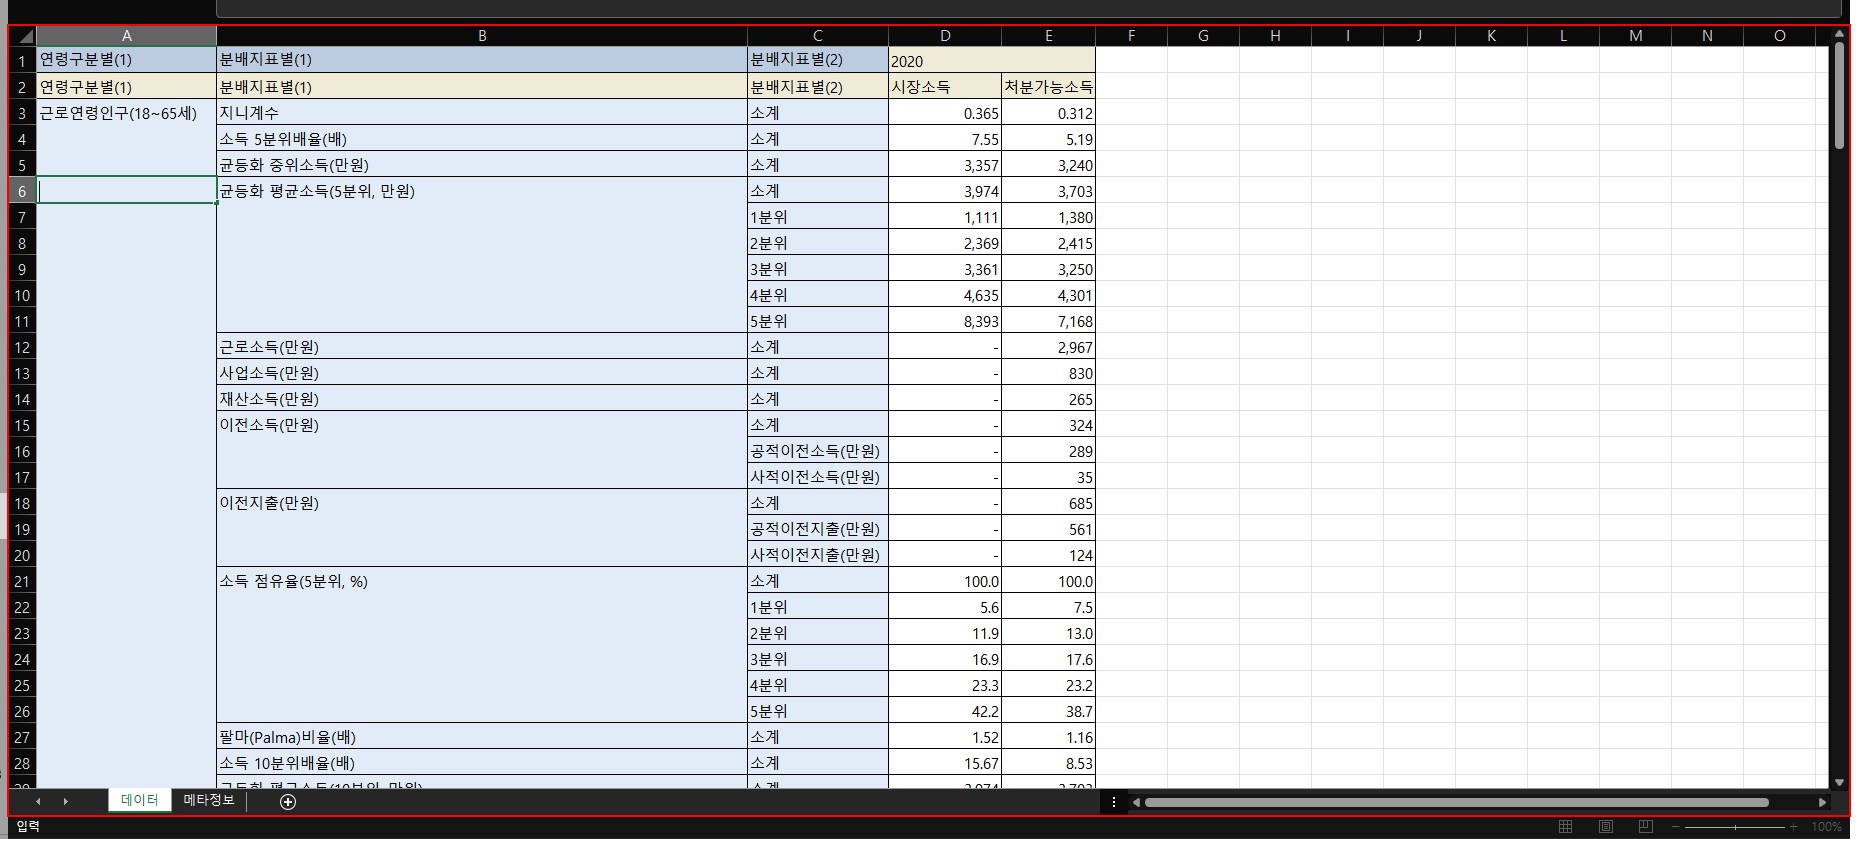 A B C D E F G H I J K L M N O
1 연령구분별(1) 분배지표별(1) 분배지표별(2) 2020
2 연령구분별(1) 분배지표별(1) 분배지표별(2) 시장소득 처분가능소득
3 근로연령인구(18~65세) 지니계수 소계 0.365 0.312
4 소득 5분위배율(배) 소계 7.55 5.19
5 균등화 중위소득(만원) 소계 3,357 3,240
6 균등화 평균소득(5분위, 만원) 소계 3,974 3,703
7 1분위 1,111 1,380
8 2분위 2,369 2,415
9 3분위 3,361 3,250
10 4분위 4,635 4,301
11 5분위 8,393 7,168
12 근로소득(만원) 소계 - 2,967
13 사업소득(만원) 소계 - 830
14 재산소득(만원) 소계 - 265
15 이전소득(만원) 소계 - 324
16 공적이전소득(만원) - 289
17 사적이전소득(만원) - 35
18 이전지출(만원) 소계 - 685
19 공적이전지출(만원) - 561
20 사적이전지출(만원) - 124
21 소득 점유율(5분위, %) 소계 100.0 100.0
22 1분위 5.6 7.5
23 2분위 11.9 13.0
24 3분위 16.9 17.6
25 4분위 23.3 23.2
26 5분위 42.2 38.7
27 팔마(Palma)비율(배) 소계 1.52 1.16
28 소득 10분위배율(배) 소계 15.67 8.53
데이터 메타정보
입력 100%